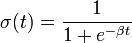 σ(t) = 1 / (1 + e^{−βt})